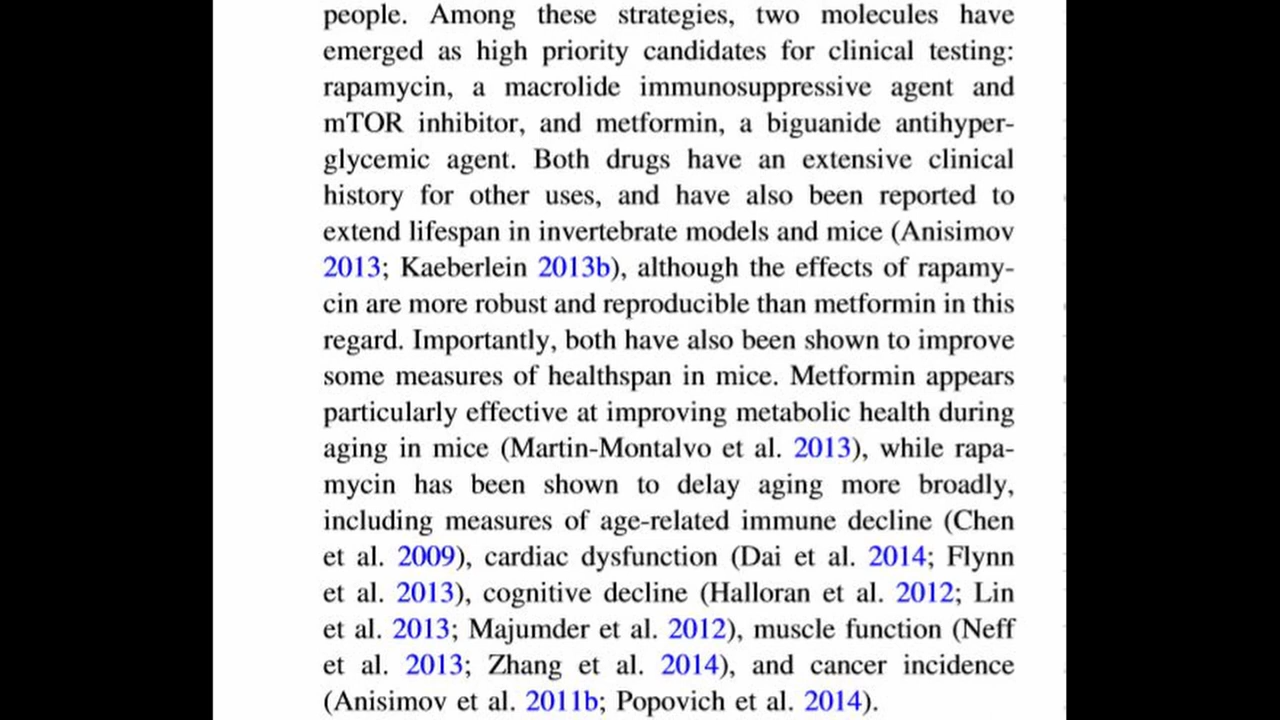 people. Among these strategies, two molecules have
emerged as high priority candidates for clinical testing:
rapamycin, a macrolide immunosuppressive agent and
mTOR inhibitor, and metformin, a biguanide antihyper-
glycemic agent. Both drugs have an extensive clinical
history for other uses, and have also been reported to
extend lifespan in invertebrate models and mice (Anisimov
2013; Kaeberlein 2013b), although the effects of rapamy-
cin are more robust and reproducible than metformin in this
regard. Importantly, both have also been shown to improve
some measures of healthspan in mice. Metformin appears
particularly effective at improving metabolic health during
aging in mice (Martin-Montalvo et al. 2013), while rapa-
mycin has been shown to delay aging more broadly,
including measures of age-related immune decline (Chen
et al. 2009), cardiac dysfunction (Dai et al. 2014; Flynn
et al. 2013), cognitive decline (Halloran et al. 2012; Lin
et al. 2013; Majumder et al. 2012), muscle function (Neff
et al. 2013; Zhang et al. 2014), and cancer incidence
(Anisimov et al. 2011b; Popovich et al. 2014).